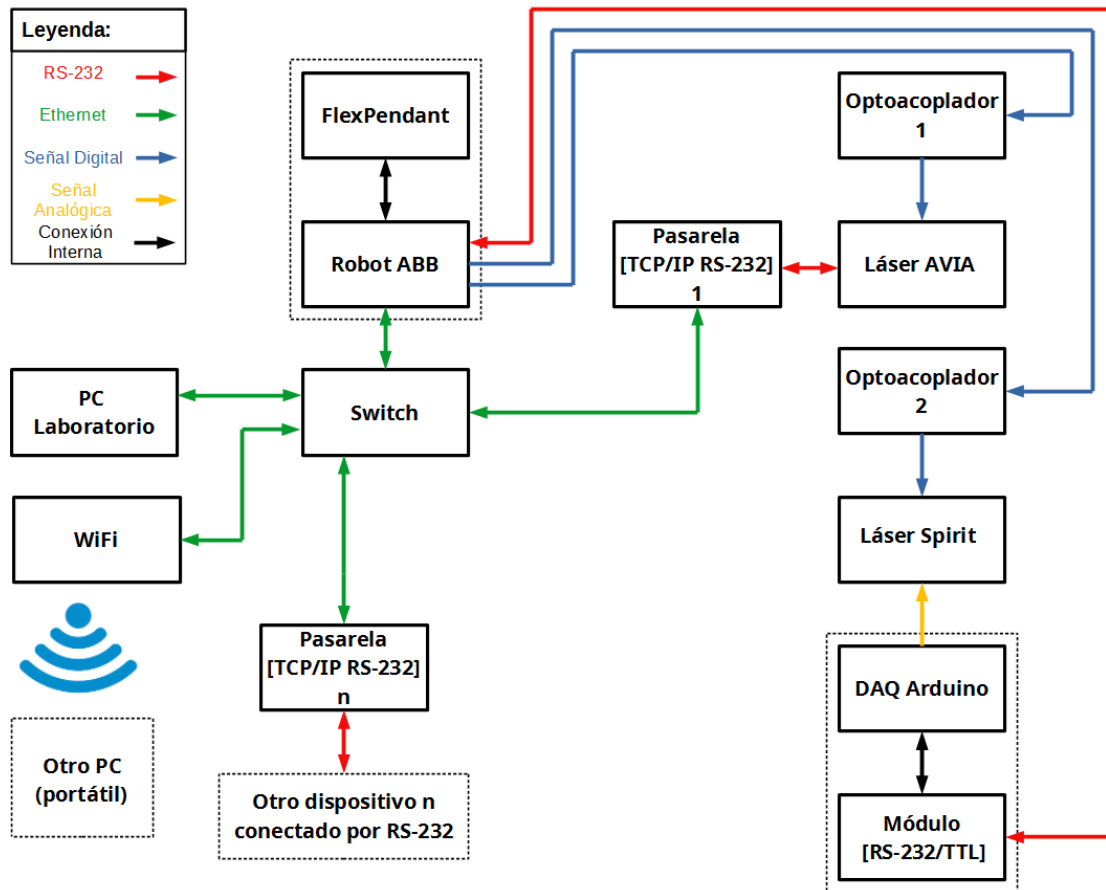 Leyenda:
RS-232
Ethernet
Señal Digital
Señal
Analógica
Conexión
Interna
FlexPendant
Robot ABB
Optoacoplador
1
Pasarela
[TCP/IP RS-232]
1
Láser AVIA
PC
Laboratorio
Switch
Optoacoplador
2
WiFi
Láser Spirit
Pasarela
[TCP/IP RS-232]
n
DAQ Arduino
Otro PC
(portátil)
Otro dispositivo n
conectado por RS-232
Módulo
[RS-232/TTL]